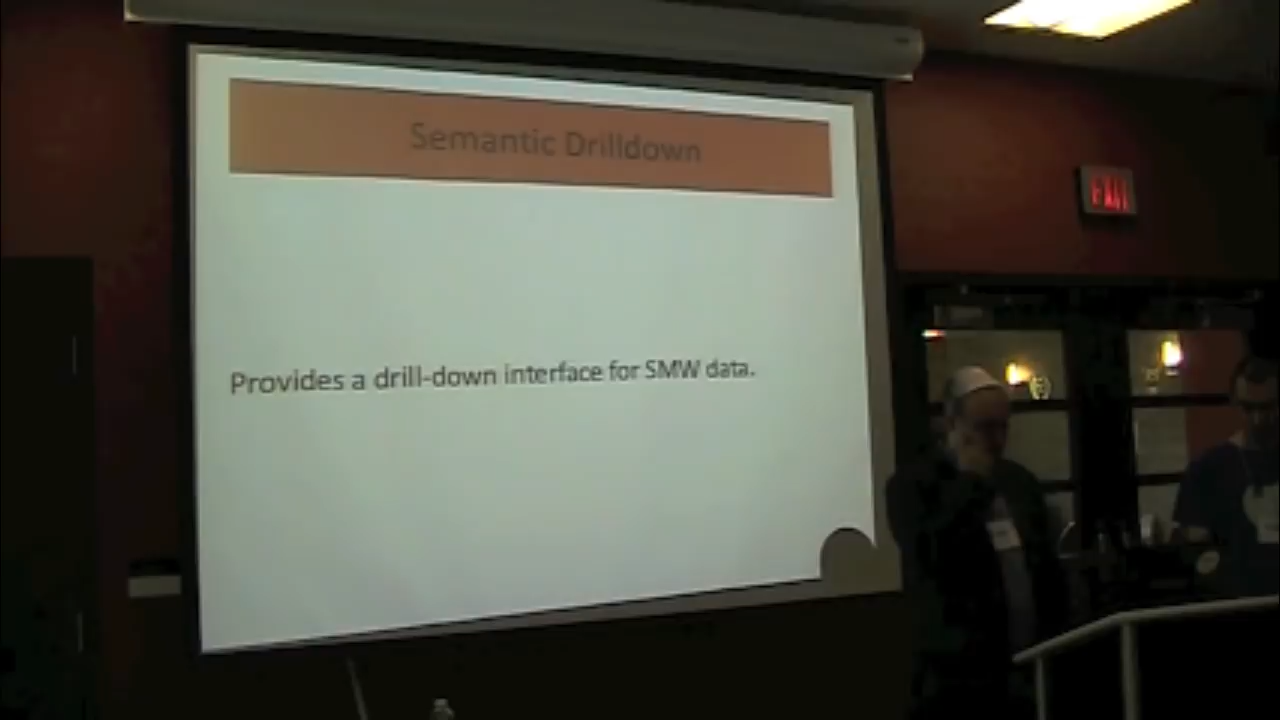 Semantic Drilldown
Provides a drill-down interface for SMW data.
EXIT